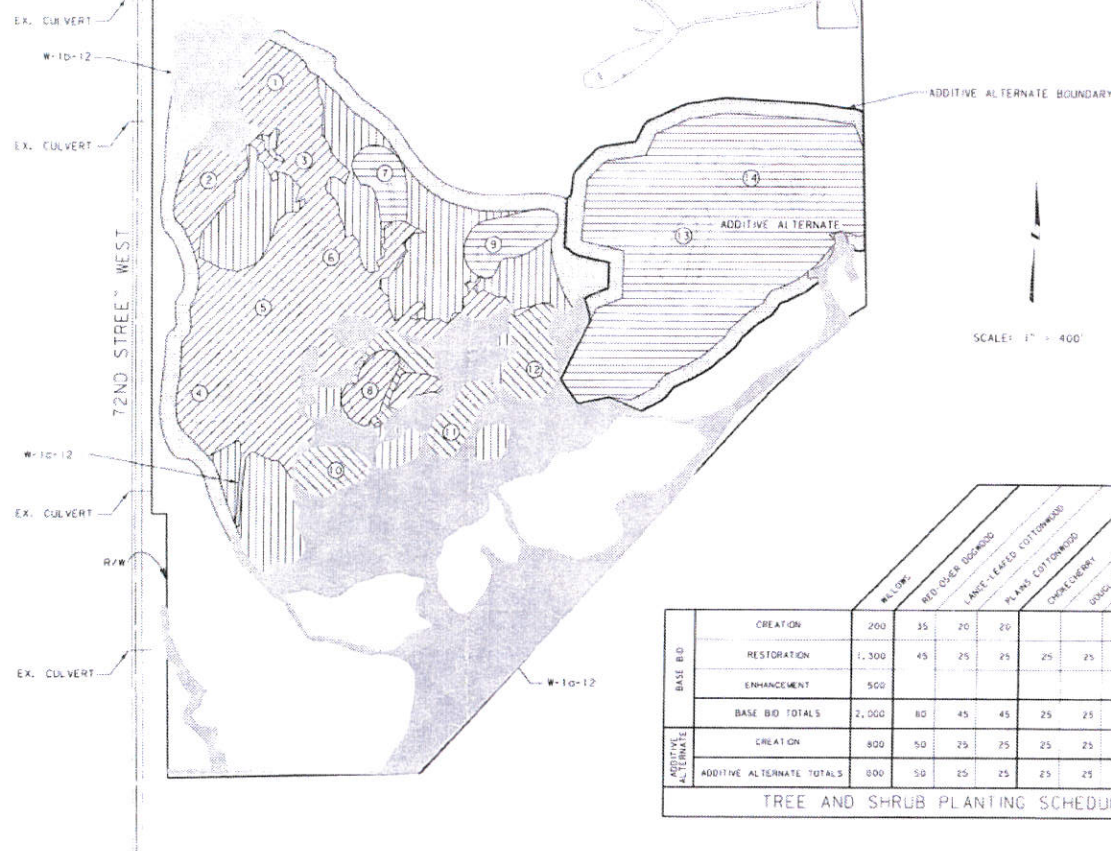 EX. CULVERT
W-1b-12
EX. CULVERT
72ND STREET WEST
EX. CULVERT
R/W
EX. CULVERT
W-1a-12
1
2
3
4
5
6
7
8
9
10
11
12
13
14
ADDITIVE ALTERNATE
ADDITIVE ALTERNATE BOUNDARY
SCALE: 1" = 400'
WILLOWS RED-OSIER DOGWOOD LANCE-LEAFED COTTONWOOD PLAINS COTTONWOOD CHOKECHERRY
BASE BID
CREATION 200 35 20 20
RESTORATION 1,300 45 25 25 25 25
ENHANCEMENT 500
BASE BID TOTALS 2,000 80 45 45 25 25
ADDITIVE ALTERNATE
CREATION 800 50 25 25 25 25
ADDITIVE ALTERNATE TOTALS 800 50 25 25 25 25
TREE AND SHRUB PLANTING